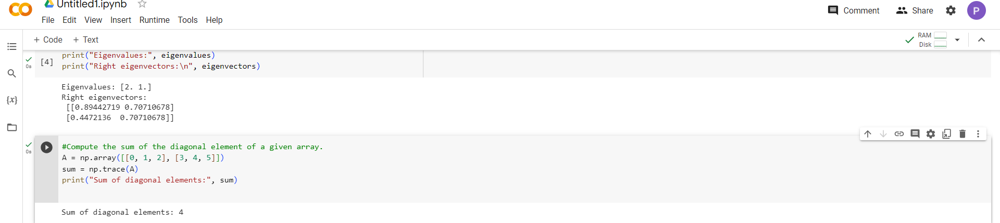 Untitled1.ipynb
File Edit View Insert Runtime Tools Help
Comment Share P
+ Code + Text
RAM
Disk
{x}
0s
[4]
print("Eigenvalues:", eigenvalues)
print("Right eigenvectors:\n", eigenvectors)
Eigenvalues: [2. 1.]
Right eigenvectors:
[[0.89442719 0.70710678]
[0.4472136  0.70710678]]
0s
#Compute the sum of the diagonal element of a given array.
A = np.array([[0, 1, 2], [3, 4, 5]])
sum = np.trace(A)
print("Sum of diagonal elements:", sum)
Sum of diagonal elements: 4